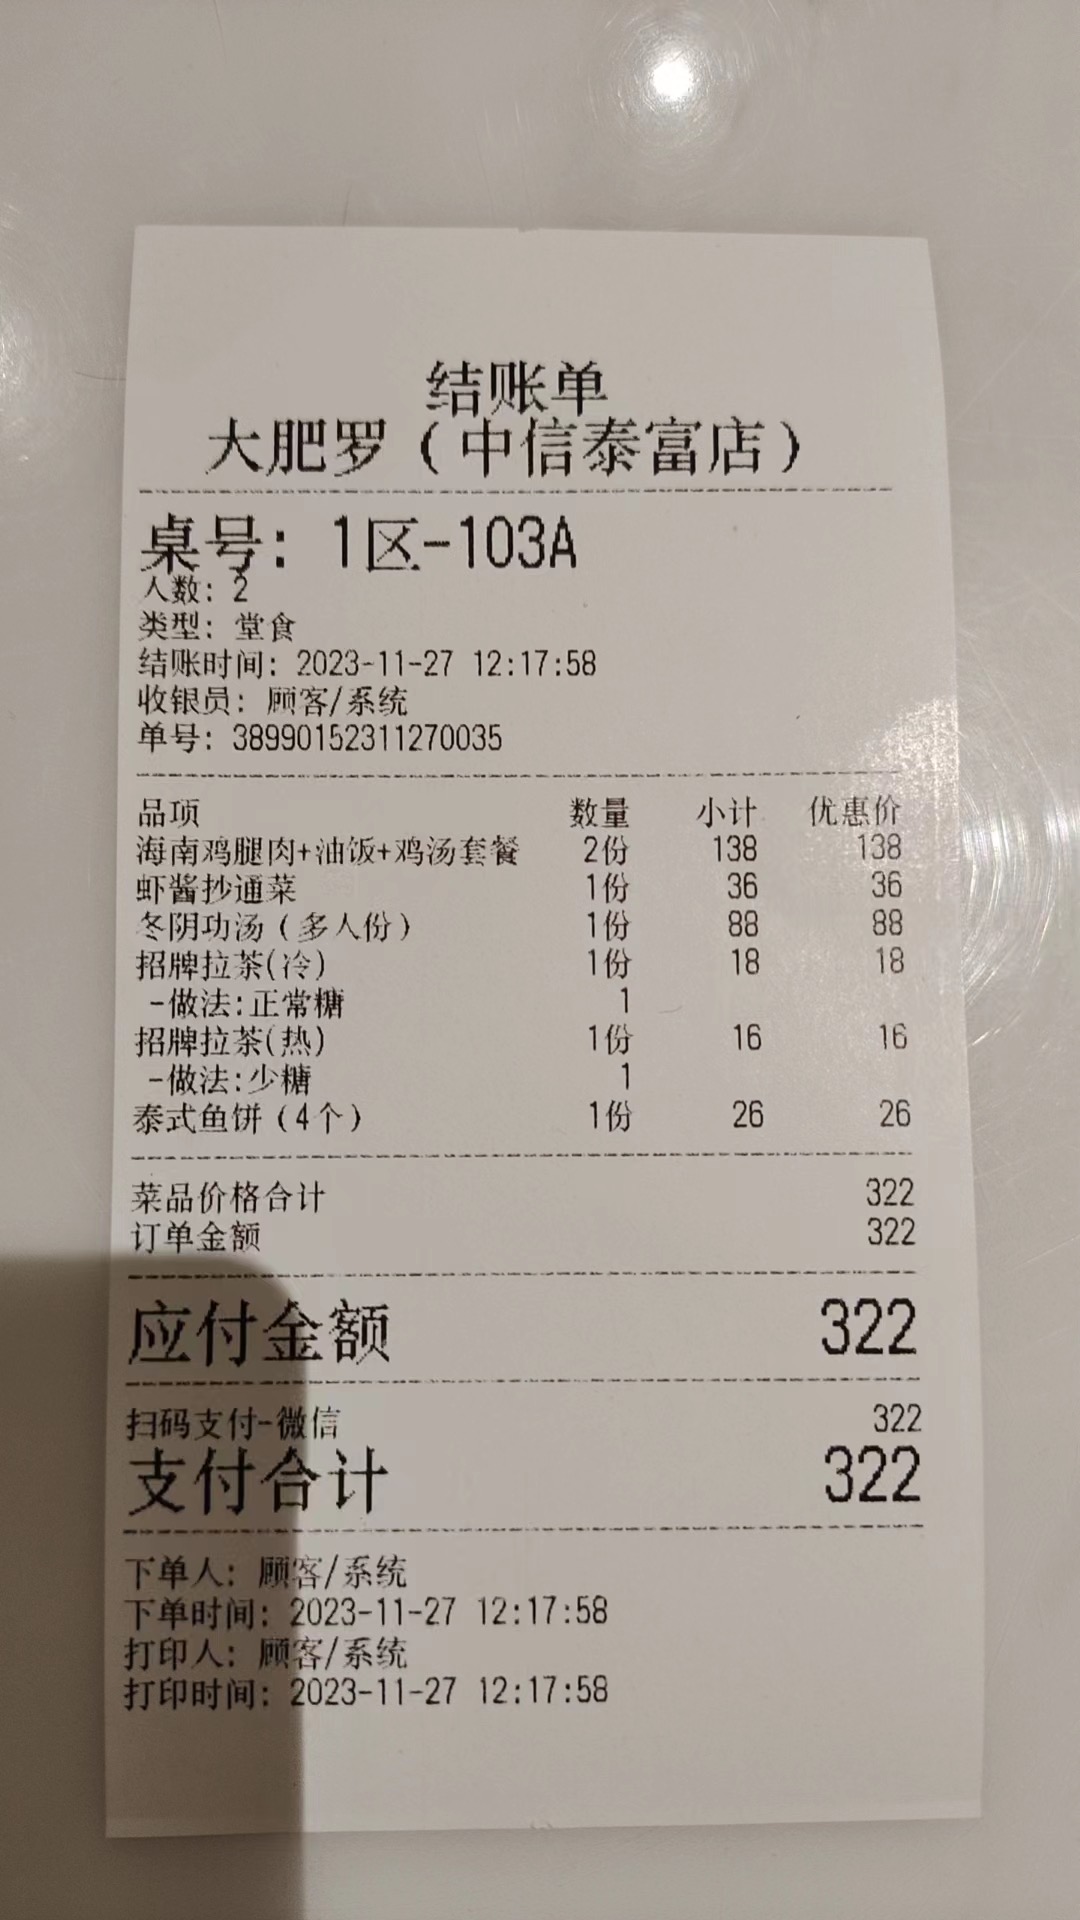 结账单
大肥罗（中信泰富店）
桌号：1区-103A
人数：2
类型：堂食
结账时间：2023-11-27 12:17:58
收银员：顾客/系统
单号：38990152311270035
品项 数量 小计 优惠价
海南鸡腿肉+油饭+鸡汤套餐 2份 138 138
虾酱抄通菜 1份 36 36
冬阴功汤（多人份） 1份 88 88
招牌拉茶(冷) 1份 18 18
-做法:正常糖 1
招牌拉茶(热) 1份 16 16
-做法:少糖 1
泰式鱼饼（4个） 1份 26 26
菜品价格合计 322
订单金额 322
应付金额 322
扫码支付-微信 322
支付合计 322
下单人：顾客/系统
下单时间：2023-11-27 12:17:58
打印人：顾客/系统
打印时间：2023-11-27 12:17:58